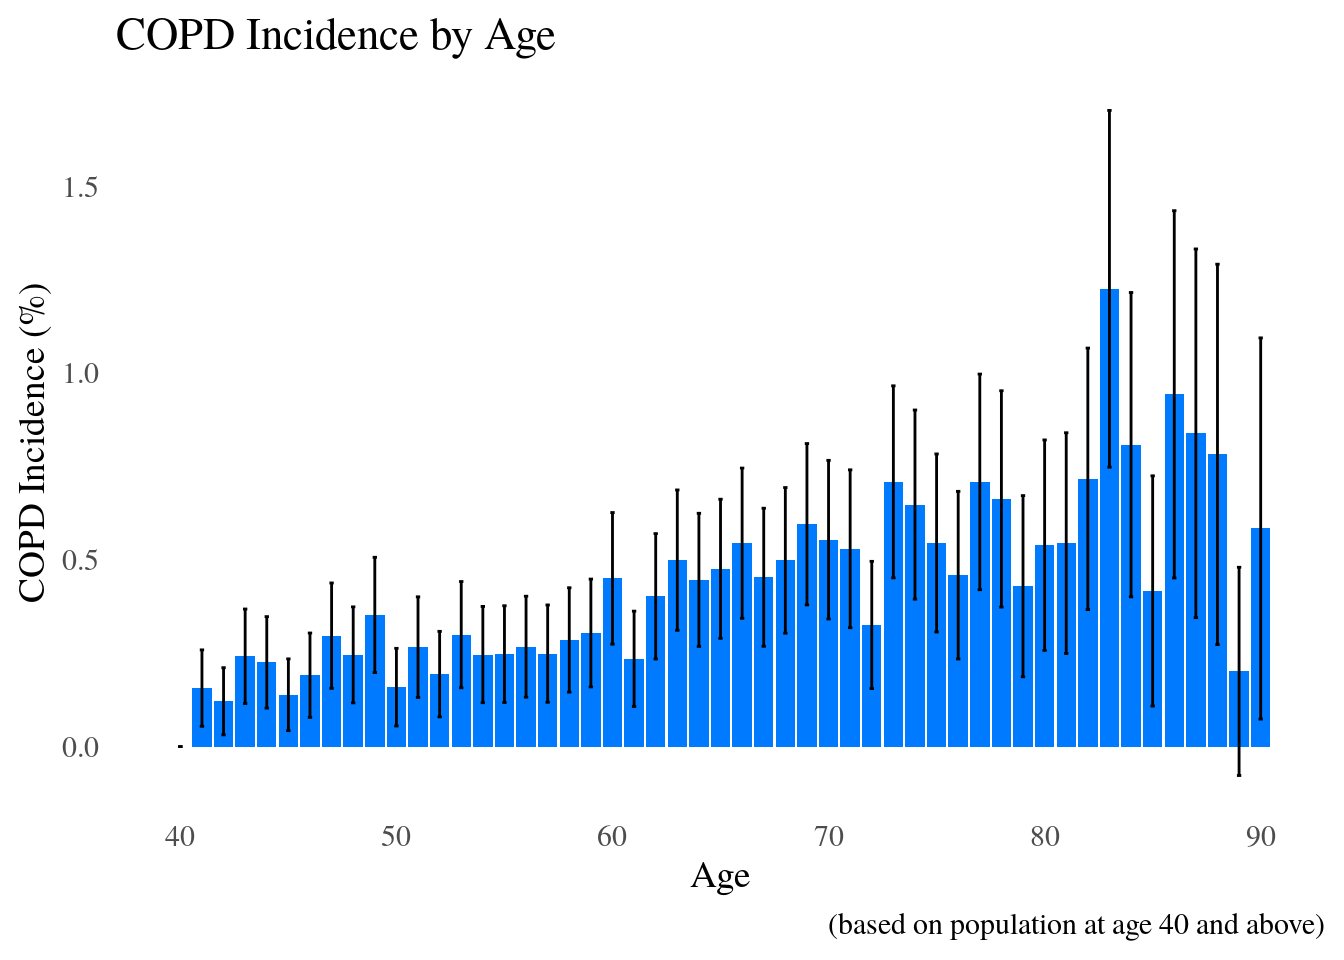 COPD Incidence by Age
COPD Incidence (%)
1.5
1.0
0.5
0.0
40 50 60 70 80 90
Age
(based on population at age 40 and above)